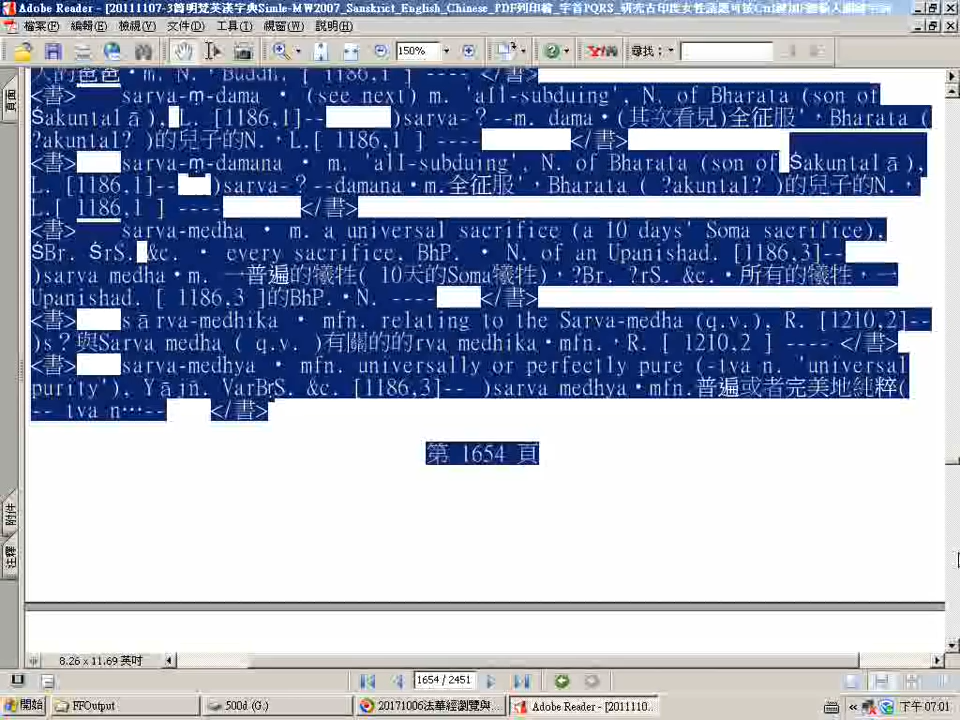 Adobe Reader - [20111107-3簡明梵英漢字典Simle-MW2007_Sanskrict_English_Chinese_PDF列印稿_字首PQRS_研究古印度女性議題可按Ctrl鍵加F鍵輸入關鍵字
檔案(F) 編輯(E) 檢視(V) 文件(D) 工具(T) 視窗(W) 說明(H)
150% 尋找:
頁面
大的爸爸‧m. N.‧Buddh. [ 1186,1 ] ---- </書>
<書> sarva-ṃ-dama ‧ (see next) m. 'all-subduing', N. of Bharata (son of
Śakuntalā), L. [1186,1]-- )sarva-?--m. dama‧(其次看見)全征服'‧Bharata (
?akuntal? )的兒子的N.‧L.[ 1186,1 ] ---- </書>
<書> sarva-ṃ-damana ‧ m. 'all-subduing', N. of Bharata (son of Śakuntalā),
L. [1186,1]-- )sarva-?--damana‧m.全征服'‧Bharata ( ?akuntal? )的兒子的N.‧
L.[ 1186,1 ] ---- </書>
<書> sarva-medha ‧ m. a universal sacrifice (a 10 days' Soma sacrifice),
ŚBr. ŚrS. &c. ‧ every sacrifice, BhP. ‧ N. of an Upanishad. [1186,3]--
)sarva medha‧m. 一普遍的犧牲( 10天的Soma犧牲)‧?Br. ?rS. &c.‧所有的犧牲‧一
Upanishad. [ 1186.3 ]的BhP.‧N. ---- </書>
<書> sārva-medhika ‧ mfn. relating to the Sarva-medha (q.v.), R. [1210,2]--
)s?與Sarva medha ( q.v. )有關的的rva medhika‧mfn.‧R. [ 1210,2 ] ---- </書>
<書> sarva-medhya ‧ mfn. universally or perfectly pure (-tva n. 'universal
purity'), Yājñ. VarBrS. &c. [1186,3]-- )sarva medhya‧mfn.普遍或者完美地純粹(
-- tva n…-- </書>
第 1654 頁
附件
注釋
8.26 x 11.69 英吋
1654 / 2451
開始 FFOutput 500d (G:) 20171006法華經瀏覽與... Adobe Reader - [2011110... 下午 07:01